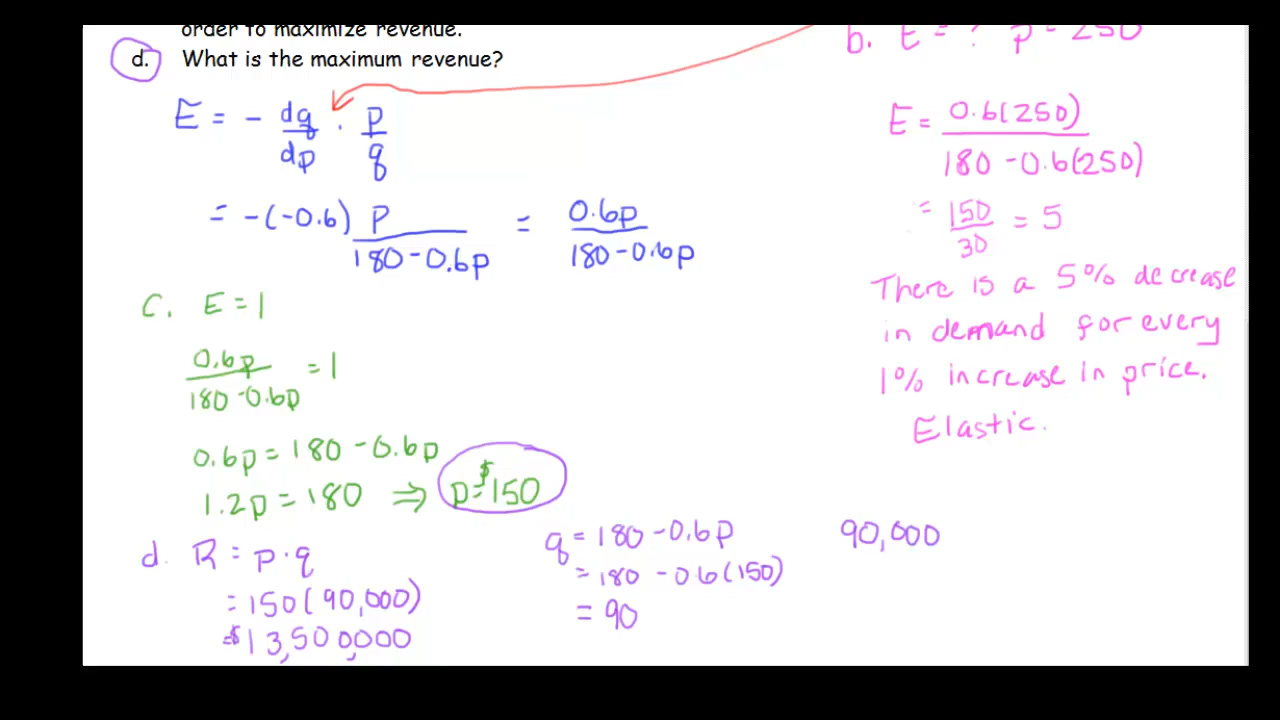 order to maximize revenue.
d. What is the maximum revenue?
E = - dq/dp · p/q
= -(-0.6) p/180-0.6p = 0.6p/180-0.6p
C. E = 1
0.6p/180-0.6p = 1
0.6p = 180 - 0.6p
1.2p = 180 ⇒ p=$150
d. R = p·q
= 150(90,000)
=$13,500,000
q = 180 - 0.6p
= 180 - 0.6(150)
= 90
90,000
b. E = ? p = 250
E = 0.6(250)/180-0.6(250)
= 150/30 = 5
There is a 5% decrease
in demand for every
1% increase in price.
Elastic.